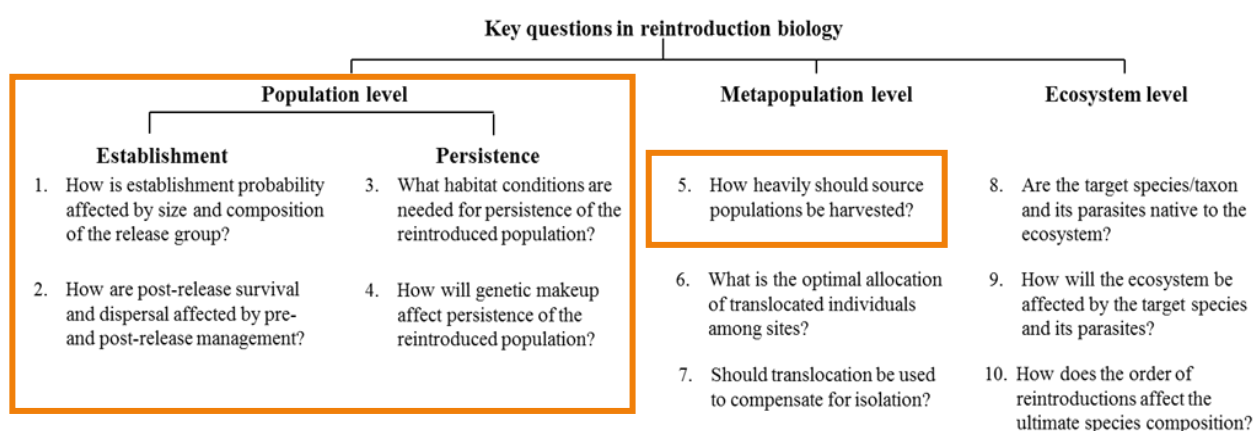 Key questions in reintroduction biology
Population level
Establishment
1. How is establishment probability
affected by size and composition
of the release group?
2. How are post-release survival
and dispersal affected by pre-
and post-release management?
Persistence
3. What habitat conditions are
needed for persistence of the
reintroduced population?
4. How will genetic makeup
affect persistence of the
reintroduced population?
Metapopulation level
5. How heavily should source
populations be harvested?
6. What is the optimal allocation
of translocated individuals
among sites?
7. Should translocation be used
to compensate for isolation?
Ecosystem level
8. Are the target species/taxon
and its parasites native to the
ecosystem?
9. How will the ecosystem be
affected by the target species
and its parasites?
10. How does the order of
reintroductions affect the
ultimate species composition?